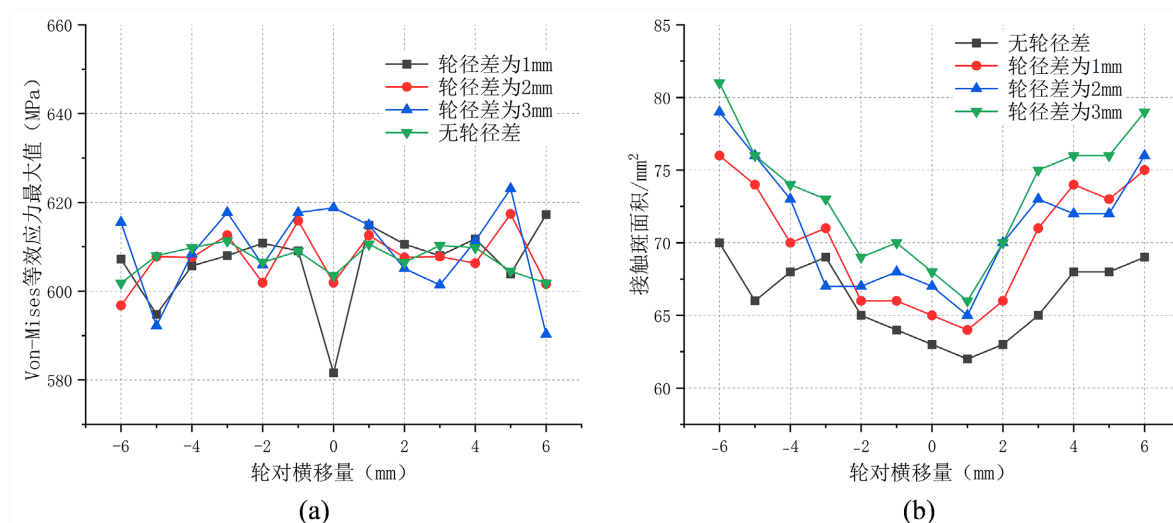 660
640
620
600
580
Von-Mises等效应力最大值（MPa）
轮径差为1mm
轮径差为2mm
轮径差为3mm
无轮径差
-6 -4 -2 0 2 4 6
轮对横移量（mm）
(a)
85
80
75
70
65
60
接触斑面积/mm²
无轮径差
轮径差为1mm
轮径差为2mm
轮径差为3mm
-6 -4 -2 0 2 4 6
轮对横移量（mm）
(b)